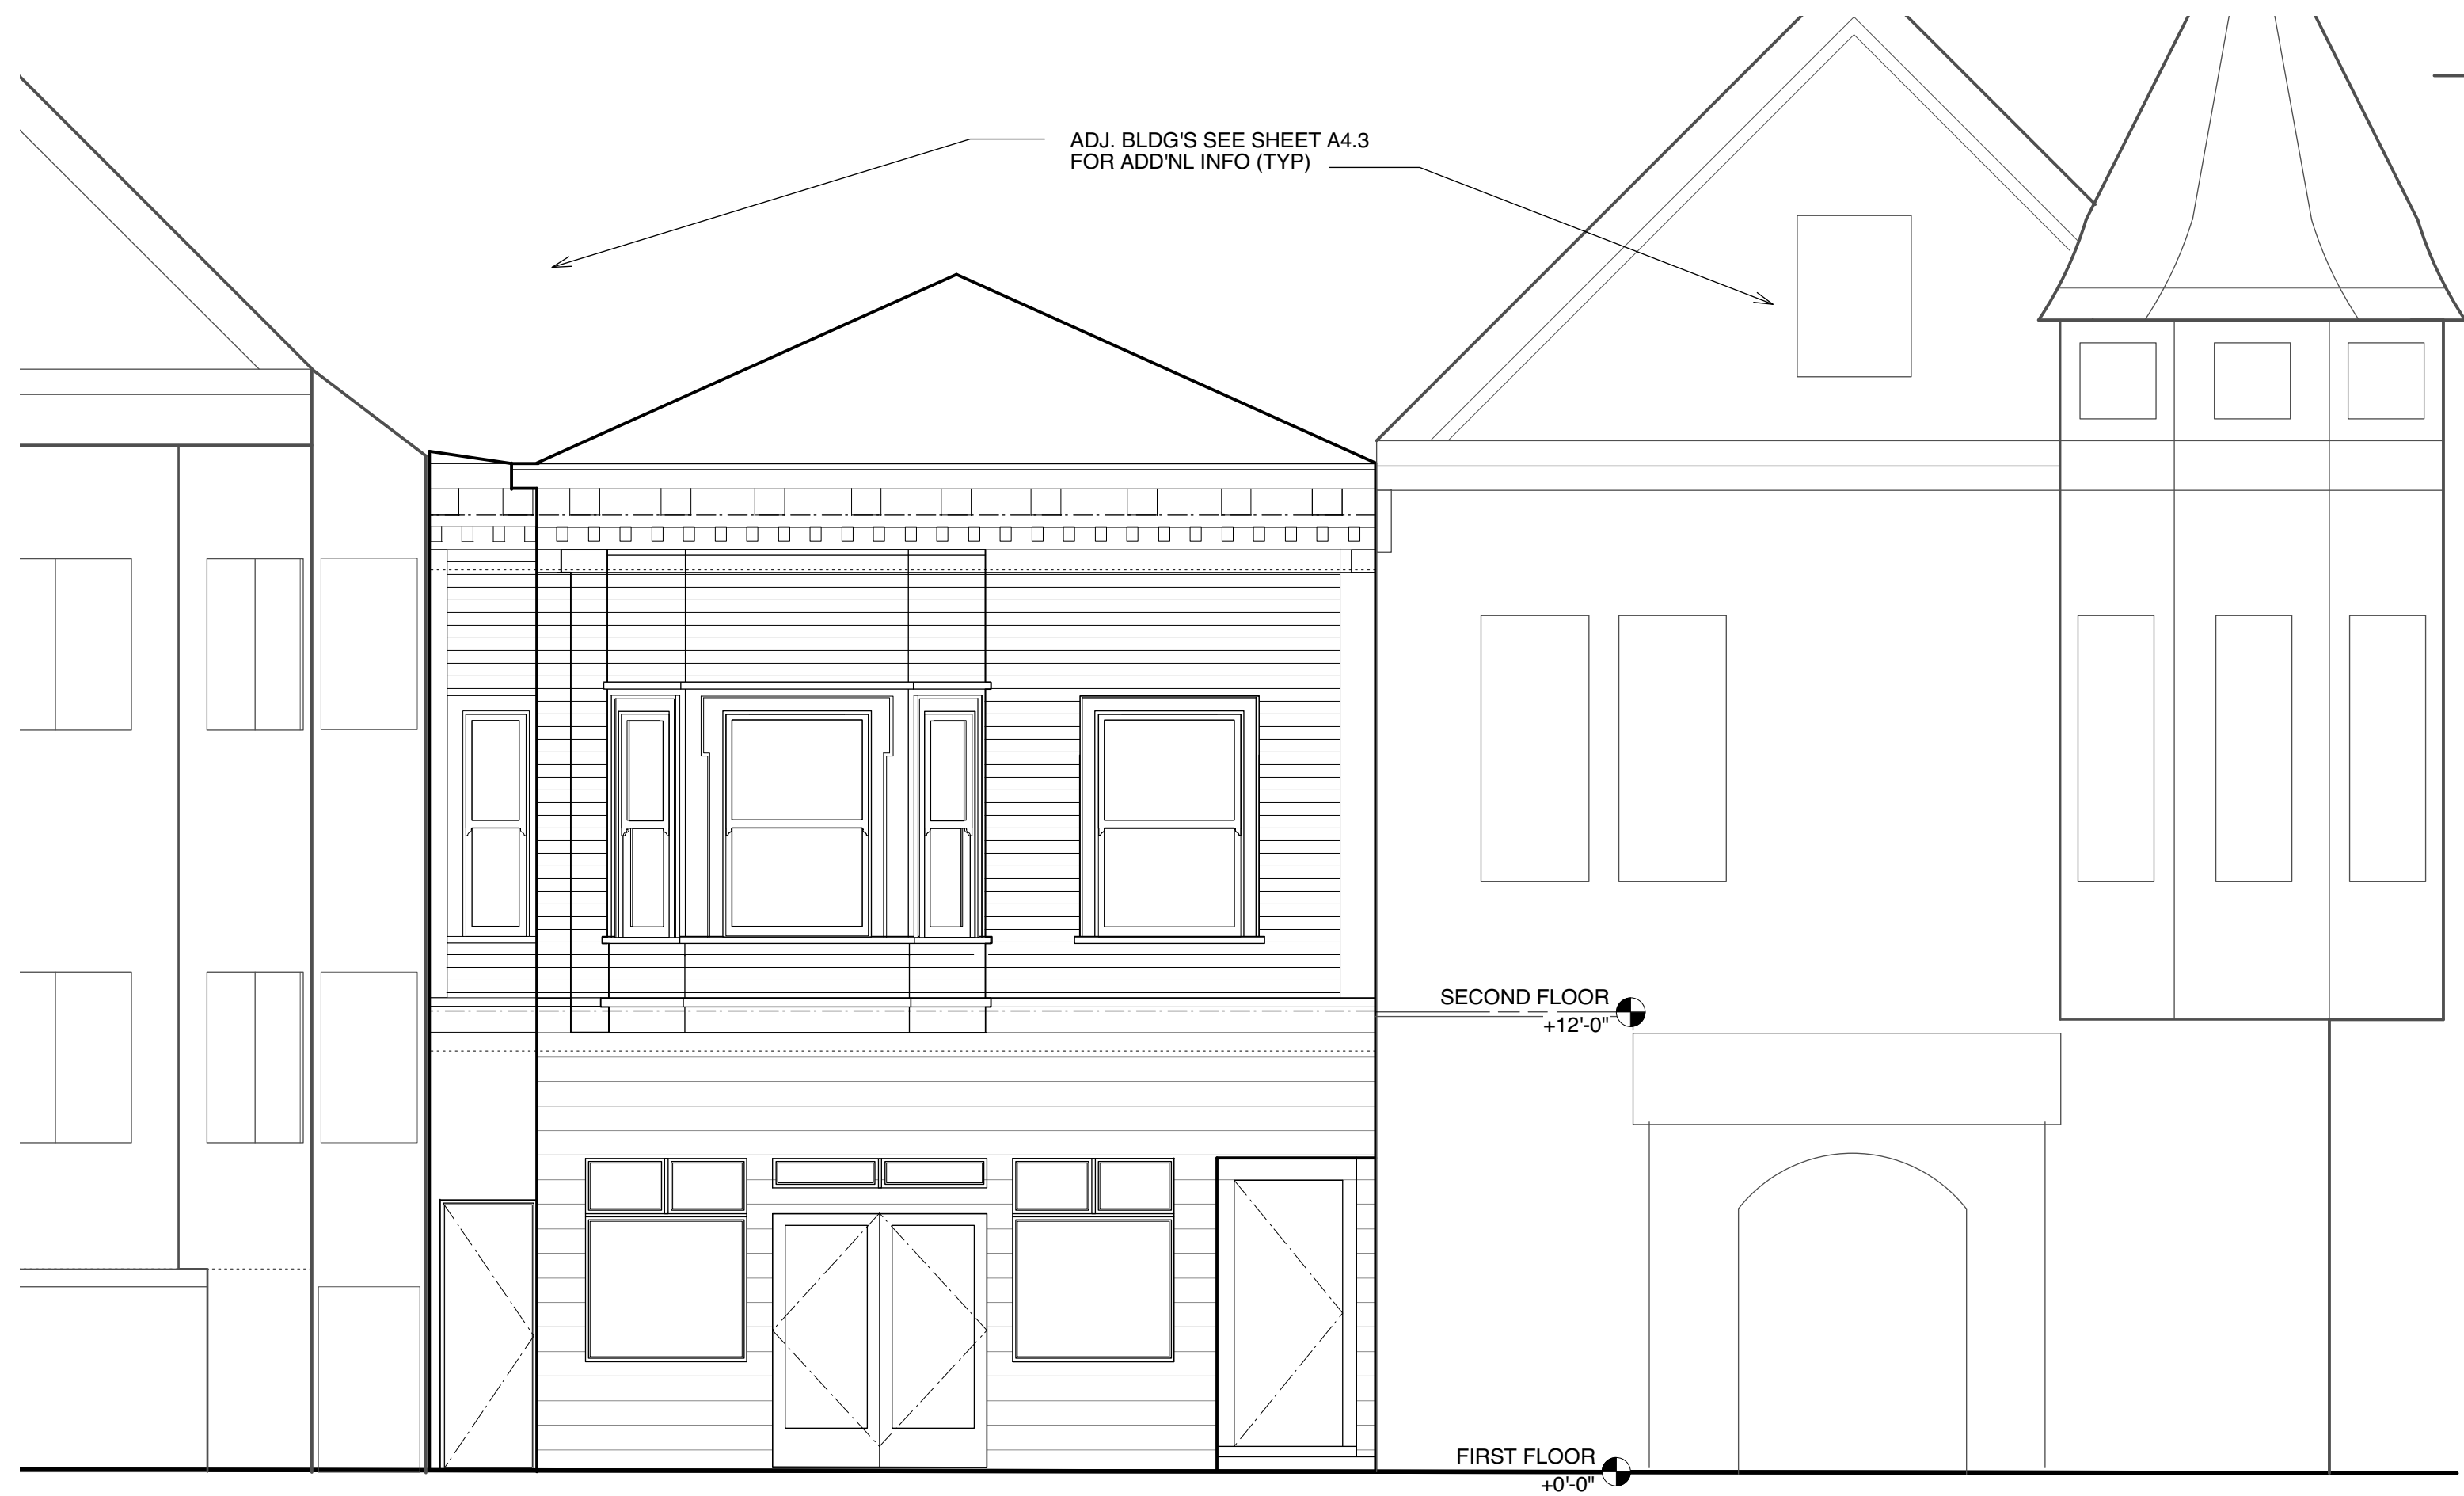 ADJ. BLDG'S SEE SHEET A4.3
FOR ADD'NL INFO (TYP)
SECOND FLOOR
+12'-0"
FIRST FLOOR
+0'-0"